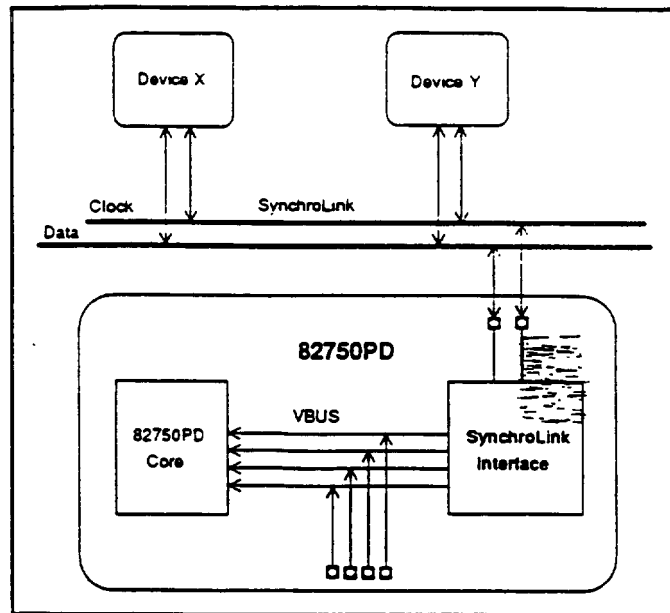 Device X
Device Y
Clock
SynchroLink
Data
82750PD
VBUS
82750PD
Core
SynchroLink
Interface